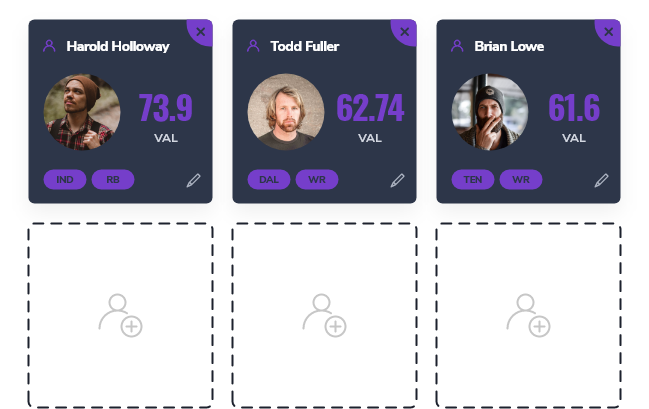 Harold Holloway
73.9
VAL
IND RB
Todd Fuller
62.74
VAL
DAL WR
Brian Lowe
61.6
VAL
TEN WR